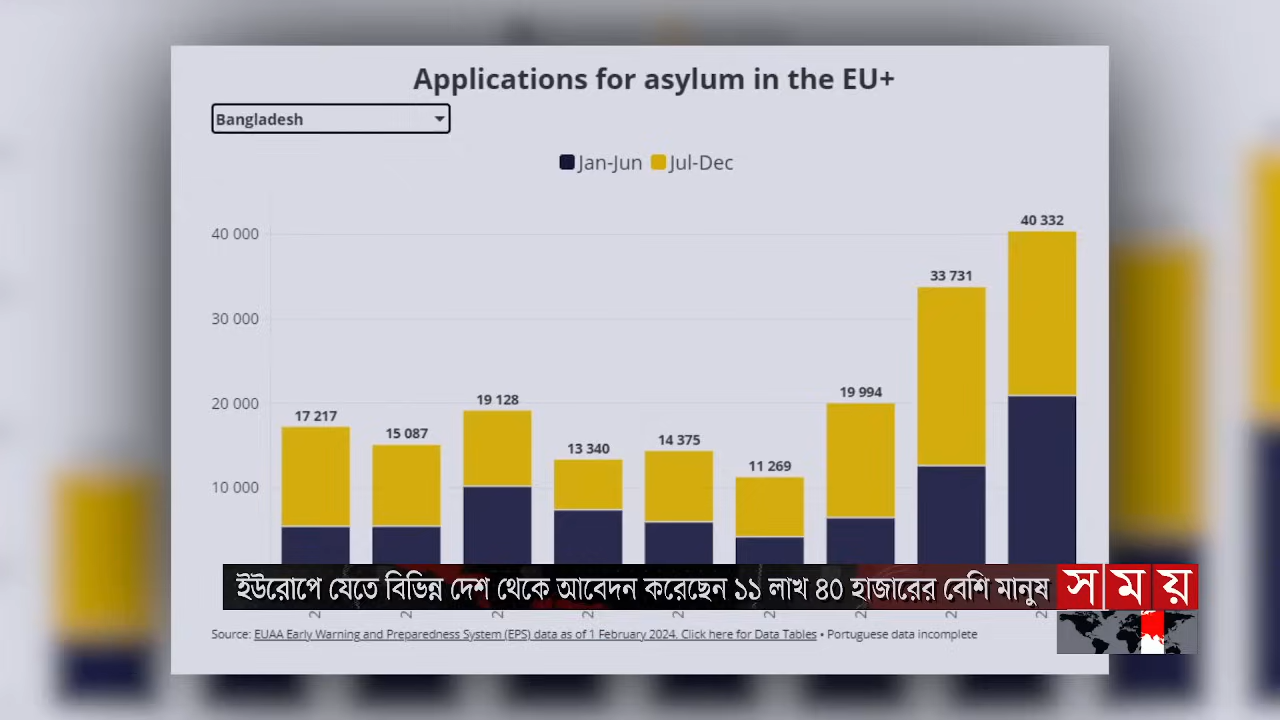 Applications for asylum in the EU+
Bangladesh
Jan-Jun Jul-Dec
40 332
40 000
33 731
30 000
19 994
19 128
20 000
17 217
15 087
14 375
13 340
11 269
10 000
ইউরোপে যেতে বিভিন্ন দেশ থেকে আবেদন করেছেন ১১ লাখ ৪০ হাজারের বেশি মানুষ
সময়
Source: EUAA Early Warning and Preparedness System (EPS) data as of 1 February 2024. Click here for Data Tables • Portuguese data incomplete